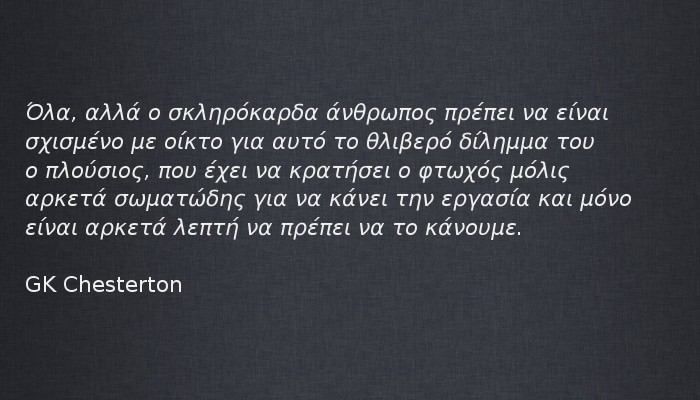 Όλα, αλλά ο σκληρόκαρδα άνθρωπος πρέπει να είναι
σχισμένο με οίκτο για αυτό το θλιβερό δίλημμα του
ο πλούσιος, που έχει να κρατήσει ο φτωχός μόλις
αρκετά σωματώδης για να κάνει την εργασία και μόνο
είναι αρκετά λεπτή να πρέπει να το κάνουμε.
GK Chesterton